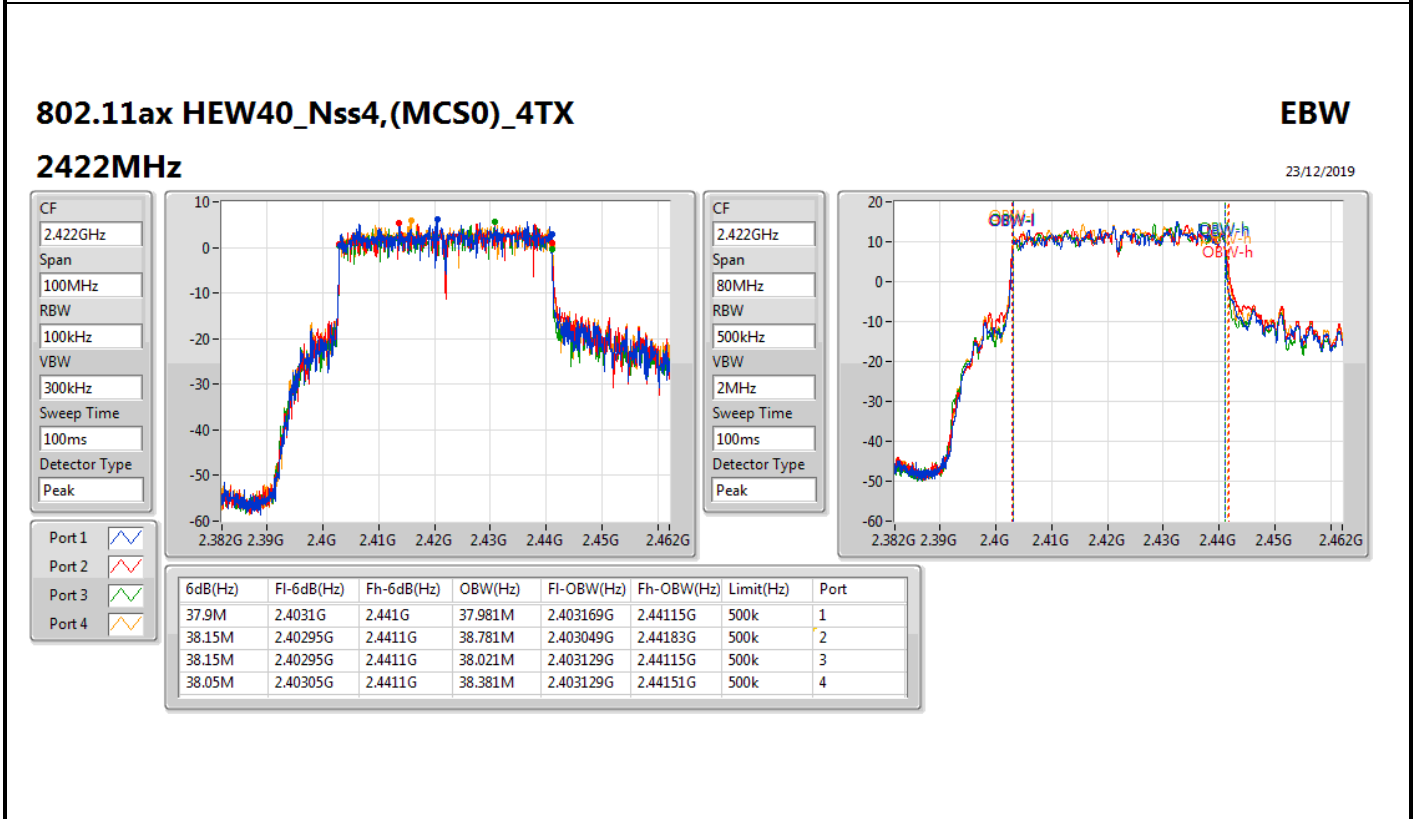 802.11ax HEW40_Nss4,(MCS0)_4TX EBW
2422MHz 23/12/2019
CF
2.422GHz
Span
100MHz
RBW
100kHz
VBW
300kHz
Sweep Time
100ms
Detector Type
Peak
10
0
-10
-20
-30
-40
-50
-60
2.382G 2.39G 2.4G 2.41G 2.42G 2.43G 2.44G 2.45G 2.462G
CF
2.422GHz
Span
80MHz
RBW
500kHz
VBW
2MHz
Sweep Time
100ms
Detector Type
Peak
20
10
0
-10
-20
-30
-40
-50
-60
OBW-l
OBW-h
OBW-h
OBW-h
2.382G 2.39G 2.4G 2.41G 2.42G 2.43G 2.44G 2.45G 2.462G
Port 1
Port 2
Port 3
Port 4
6dB(Hz) Fl-6dB(Hz) Fh-6dB(Hz) OBW(Hz) Fl-OBW(Hz) Fh-OBW(Hz) Limit(Hz) Port
37.9M 2.4031G 2.441G 37.981M 2.403169G 2.44115G 500k 1
38.15M 2.40295G 2.4411G 38.781M 2.403049G 2.44183G 500k 2
38.15M 2.40295G 2.4411G 38.021M 2.403129G 2.44115G 500k 3
38.05M 2.40305G 2.4411G 38.381M 2.403129G 2.44151G 500k 4